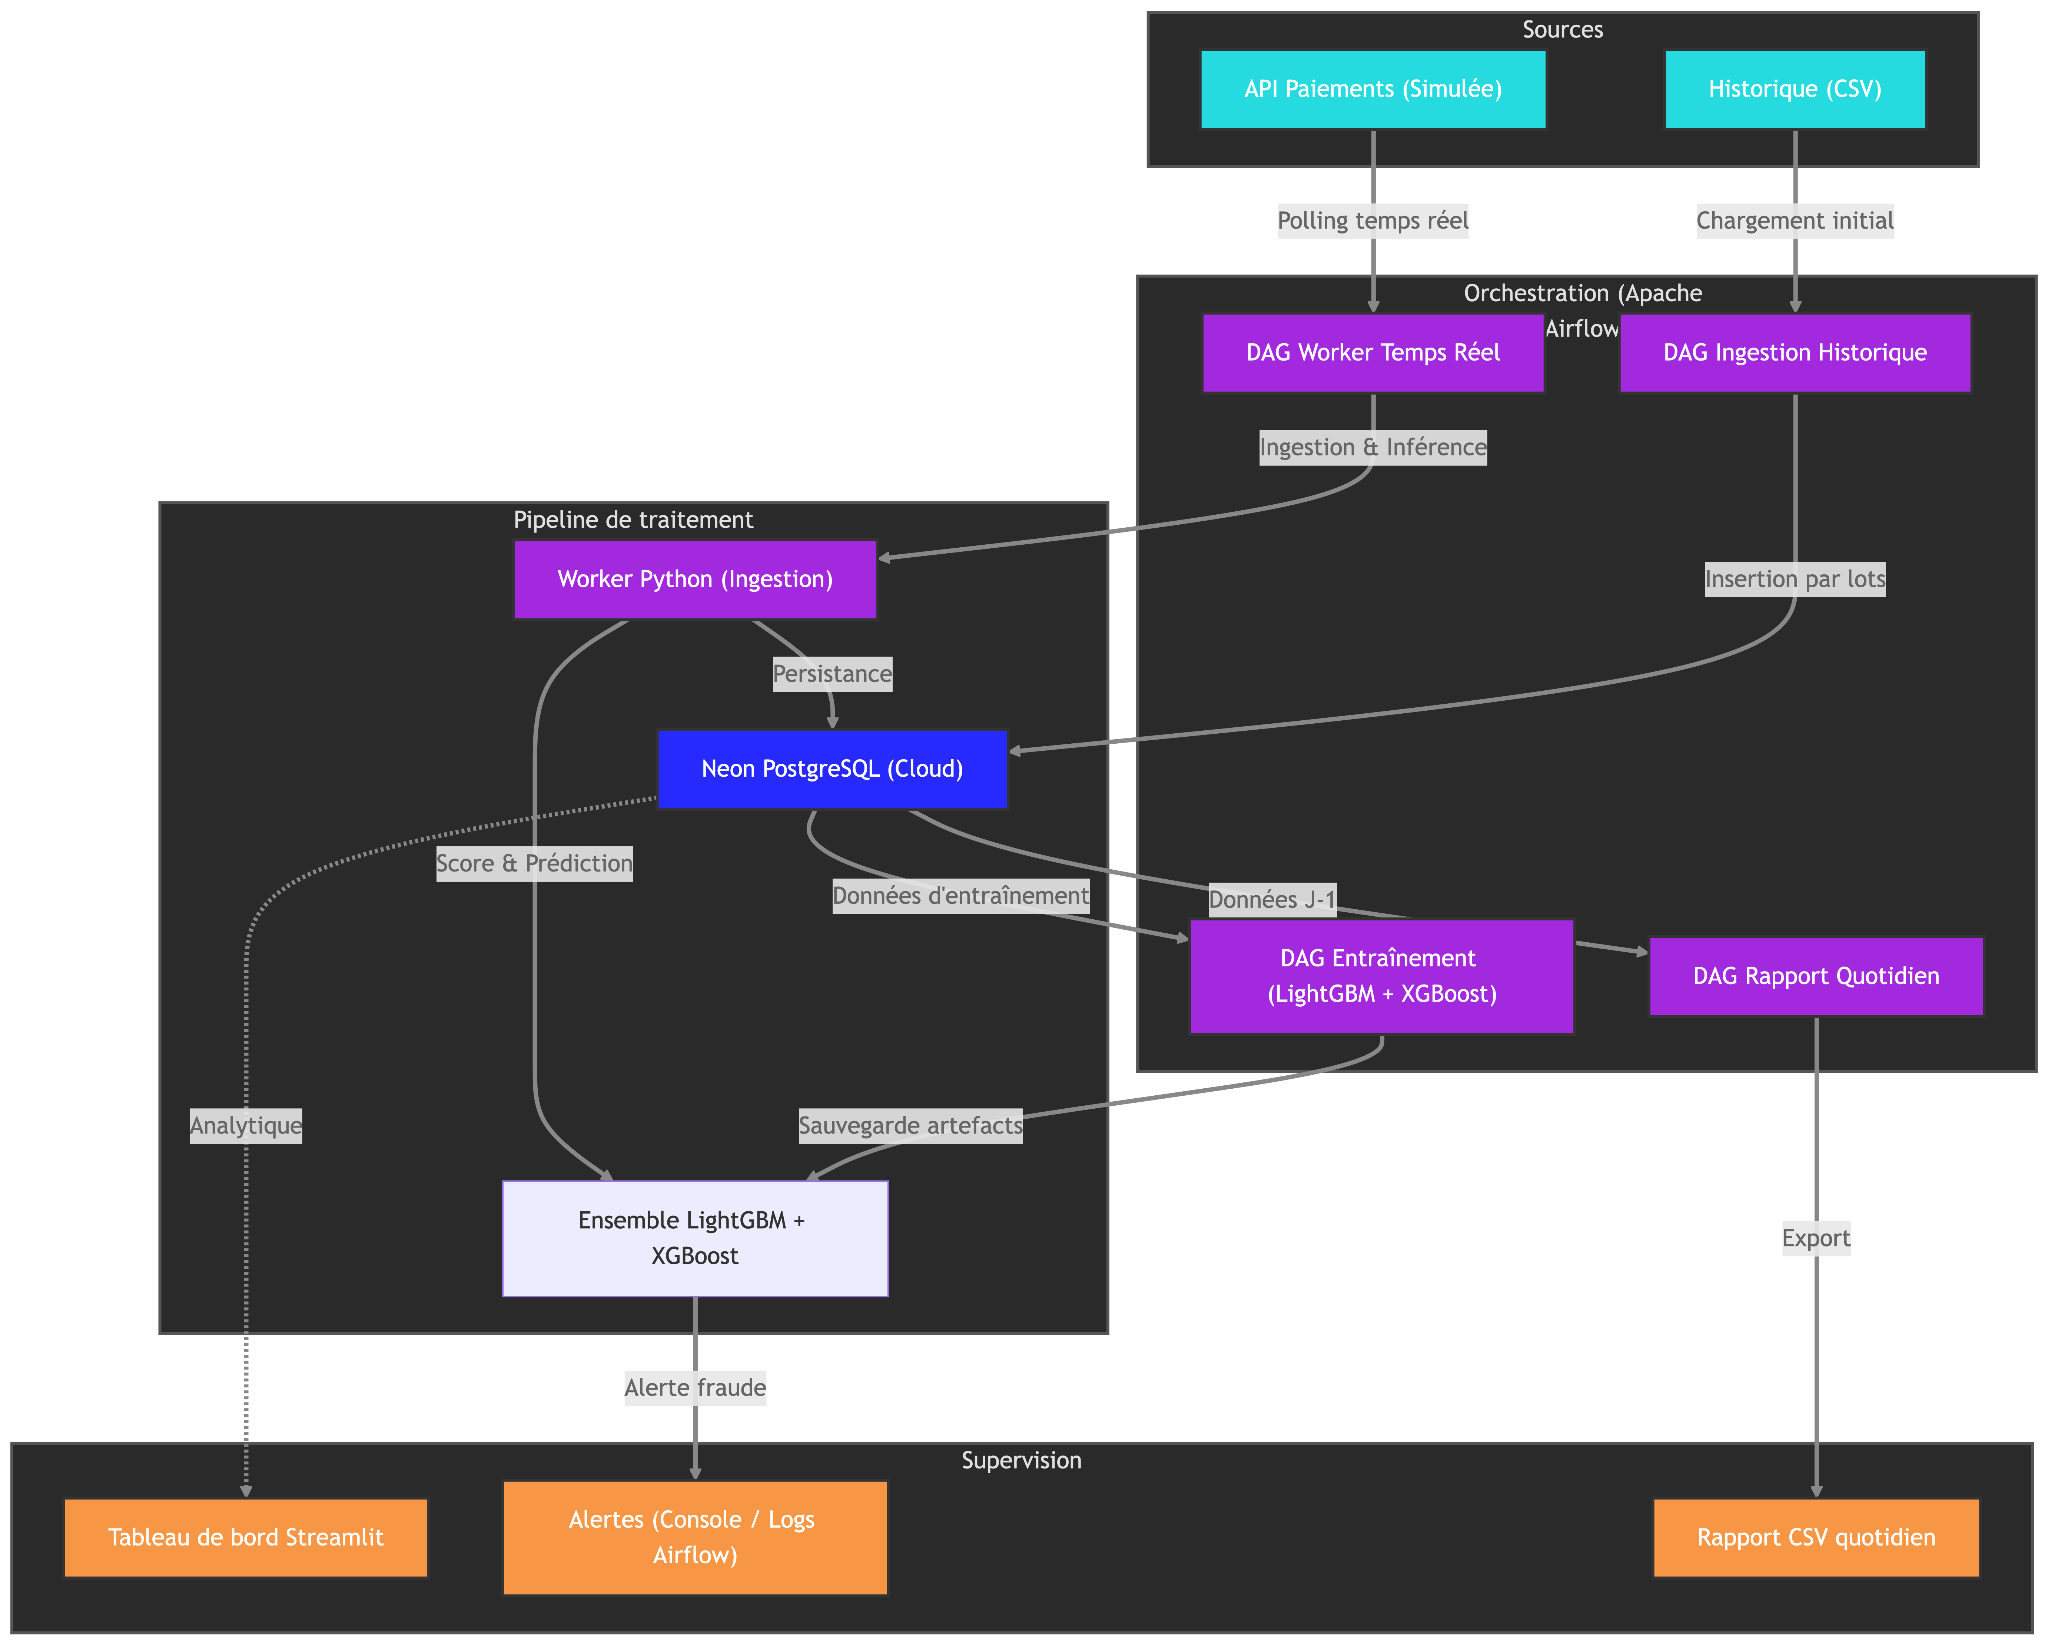 Sources
API Paiements (Simulée)
Historique (CSV)
Polling temps réel
Chargement initial
Orchestration (Apache
Airflow
DAG Worker Temps Réel
DAG Ingestion Historique
Ingestion & Inférence
Pipeline de traitement
Worker Python (Ingestion)
Insertion par lots
Persistance
Neon PostgreSQL (Cloud)
Score & Prédiction
Données d'entraînement
Données J-1
DAG Entraînement
(LightGBM + XGBoost)
DAG Rapport Quotidien
Analytique
Sauvegarde artefacts
Ensemble LightGBM +
XGBoost
Export
Alerte fraude
Supervision
Tableau de bord Streamlit
Alertes (Console / Logs
Airflow)
Rapport CSV quotidien